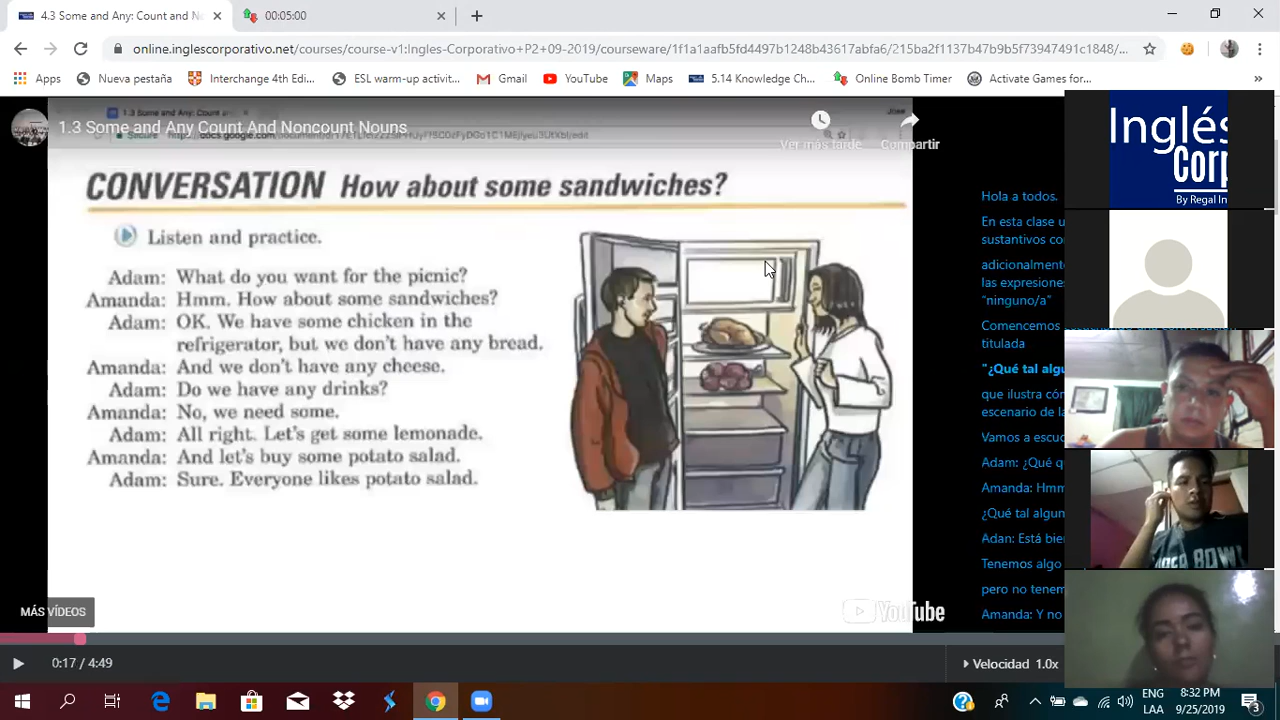 4.3 Some and Any: Count and N
00:05:00
online.inglescorporativo.net/courses/course-v1:Ingles-Corporativo+P2+09-2019/courseware/1f1a1aafb5fd4497b1248b43617abfa6/215ba2f1137b47b9b5f73947491c1848/...
Apps
Nueva pestaña
Interchange 4th Edi...
ESL warm-up activit...
Gmail
YouTube
Maps
5.14 Knowledge Ch...
Online Bomb Timer
Activate Games for...
»
1.3 Some and Any Count And Noncount Nouns
Ver más tarde
Compartir
CONVERSATION How about some sandwiches?
Listen and practice.
Adam: What do you want for the picnic?
Amanda: Hmm. How about some sandwiches?
Adam: OK. We have some chicken in the
refrigerator, but we don't have any bread.
Amanda: And we don't have any cheese.
Adam: Do we have any drinks?
Amanda: No, we need some.
Adam: All right. Let's get some lemonade.
Amanda: And let's buy some potato salad.
Adam: Sure. Everyone likes potato salad.
MÁS VÍDEOS
YouTube
0:17 / 4:49
Velocidad 1.0x
Hola a todos.
En esta clase u
sustantivos co
adicionalmente
las expresiones
"ninguno/a"
Comencemos
titulada
"¿Qué tal algu
que ilustra cór
escenario de la
Vamos a escuc
Adam: ¿Qué qu
Amanda: Hmm
¿Qué tal algun
Adan: Está bien
Tenemos algo
pero no tenem
Amanda: Y no
Inglés
Corp
By Regal In
ENG
LAA
8:32 PM
9/25/2019
3